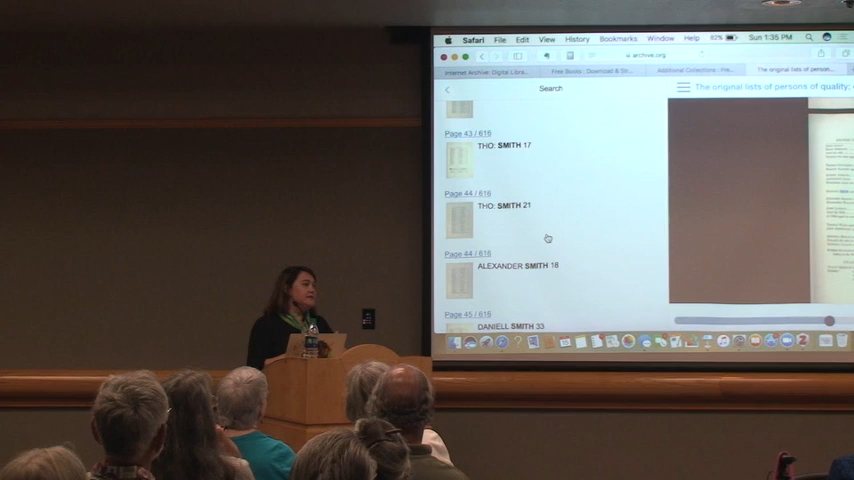 Safari File Edit View History Bookmarks Window Help 82% Sun 1:35 PM
archive.org
Internet Archive: Digital Libra...
Free Books : Download & Str...
Additional Collections : Fre...
The original lists of person...
Search
The original lists of persons of quality;
Page 43 / 616
THO: SMITH 17
Page 44 / 616
THO: SMITH 21
Page 44 / 616
ALEXANDER SMITH 18
Page 45 / 616
DANIELL SMITH 33